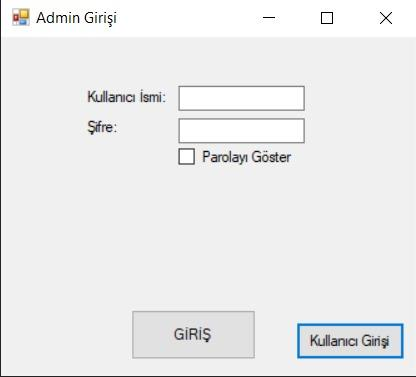 Admin Girişi
Kullanıcı İsmi:
Şifre:
Parolayı Göster
GİRİŞ
Kullanıcı Girişi